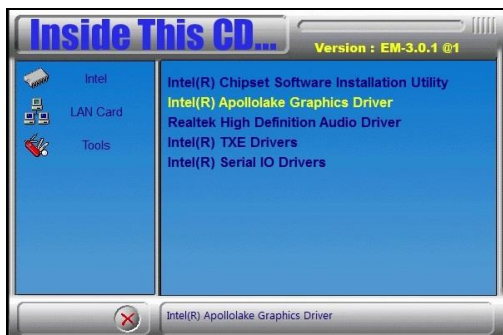 Inside This CD...
Version : EM-3.0.1 @1
Intel
LAN Card
Tools
Intel(R) Chipset Software Installation Utility
Intel(R) Apollolake Graphics Driver
Realtek High Definition Audio Driver
Intel(R) TXE Drivers
Intel(R) Serial IO Drivers
Intel(R) Apollolake Graphics Driver